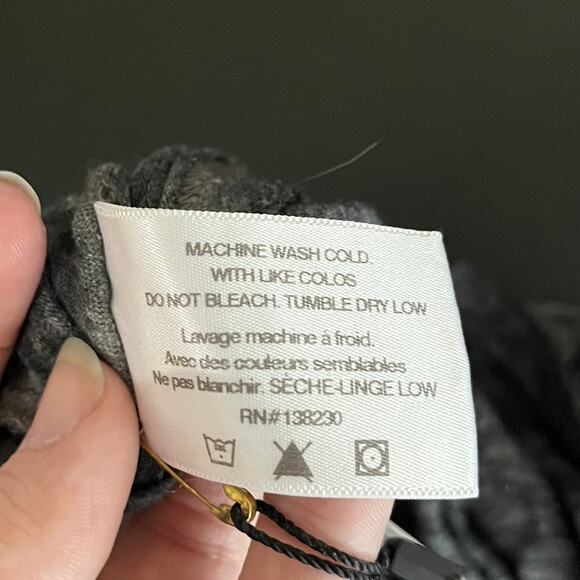 MACHINE WASH COLD
WITH LIKE COLOS
DO NOT BLEACH. TUMBLE DRY LOW
Lavage machine à froid.
Avec des couleurs semblables
Ne pas blanchir. SÈCHE-LINGE LOW
RN#138230